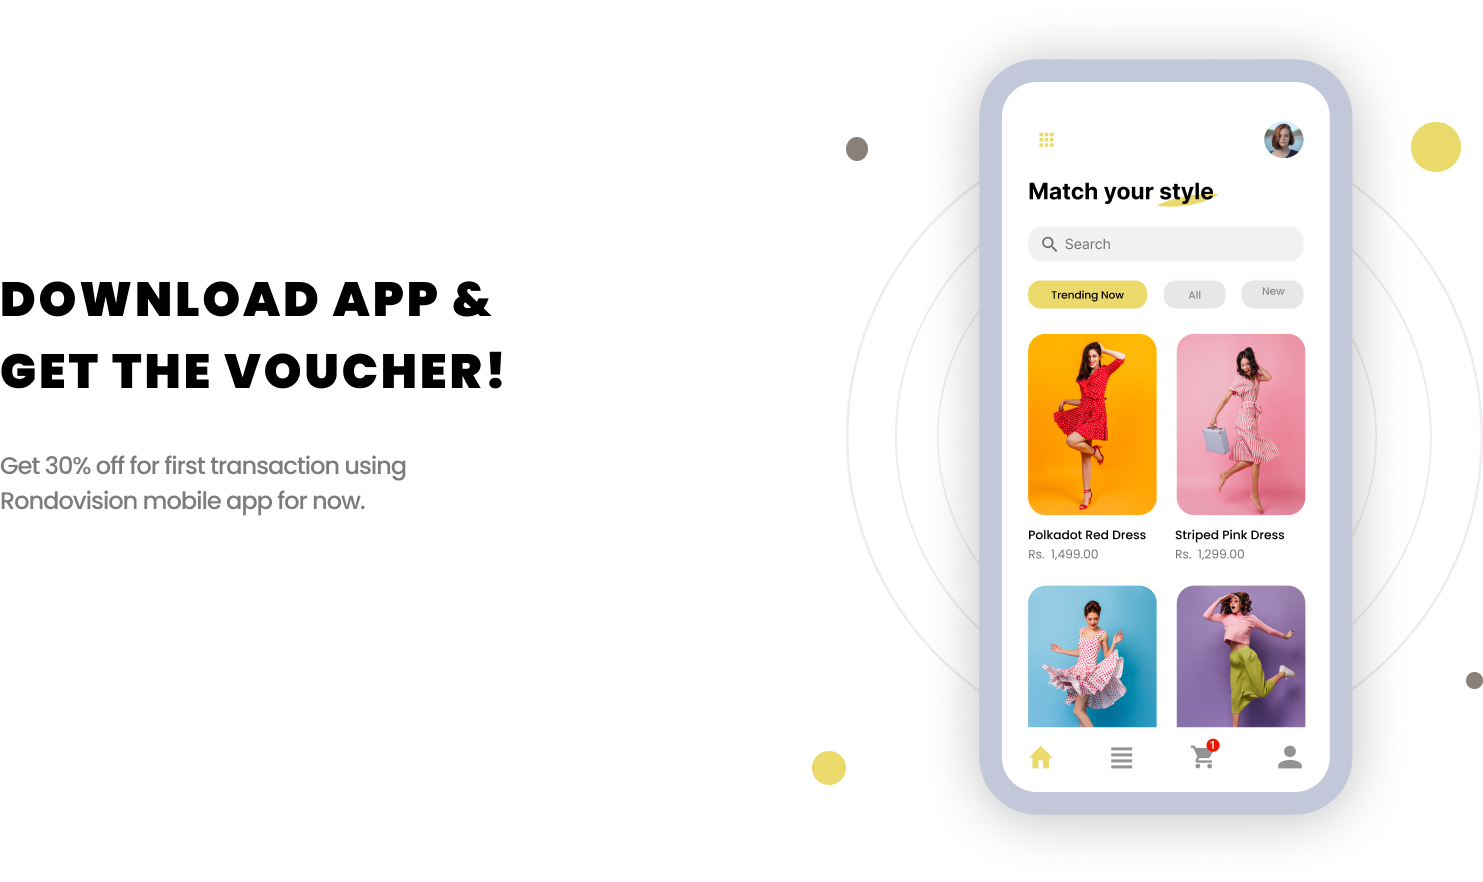 DOWNLOAD APP &
GET THE VOUCHER!
Get 30% off for first transaction using
Rondovision mobile app for now.
Match your style
Search
Trending Now All New
Polkadot Red Dress Striped Pink Dress
Rs. 1,499.00 Rs. 1,299.00
1